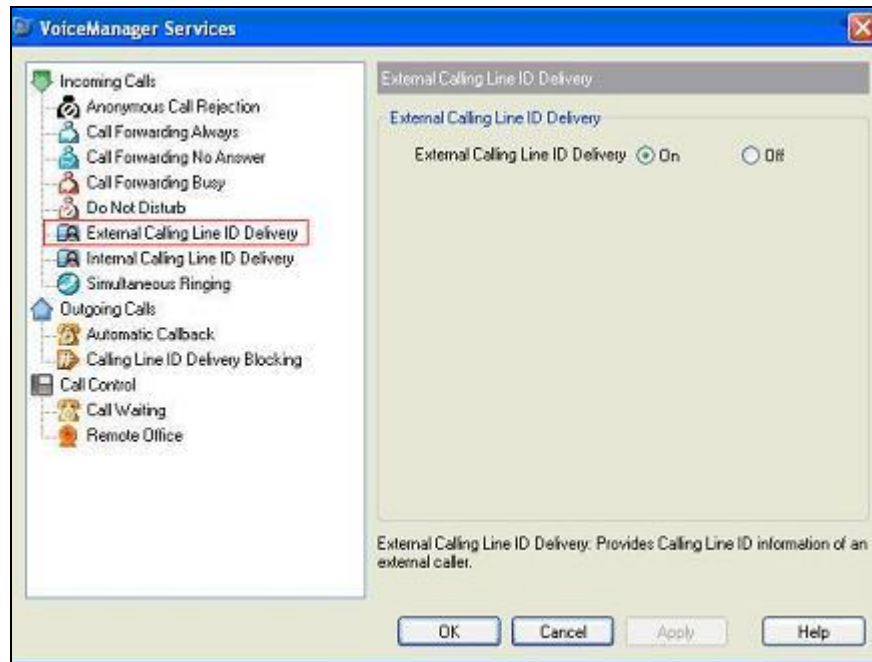 VoiceManager Services
Incoming Calls
Anonymous Call Rejection
Call Forwarding Always
Call Forwarding No Answer
Call Forwarding Busy
Do Not Disturb
External Calling Line ID Delivery
Internal Calling Line ID Delivery
Simultaneous Ringing
Outgoing Calls
Automatic Callback
Calling Line ID Delivery Blocking
Call Control
Call Waiting
Remote Office
External Calling Line ID Delivery
External Calling Line ID Delivery
External Calling Line ID Delivery On Off
External Calling Line ID Delivery: Provides Calling Line ID information of an
external caller.
OK Cancel Apply Help